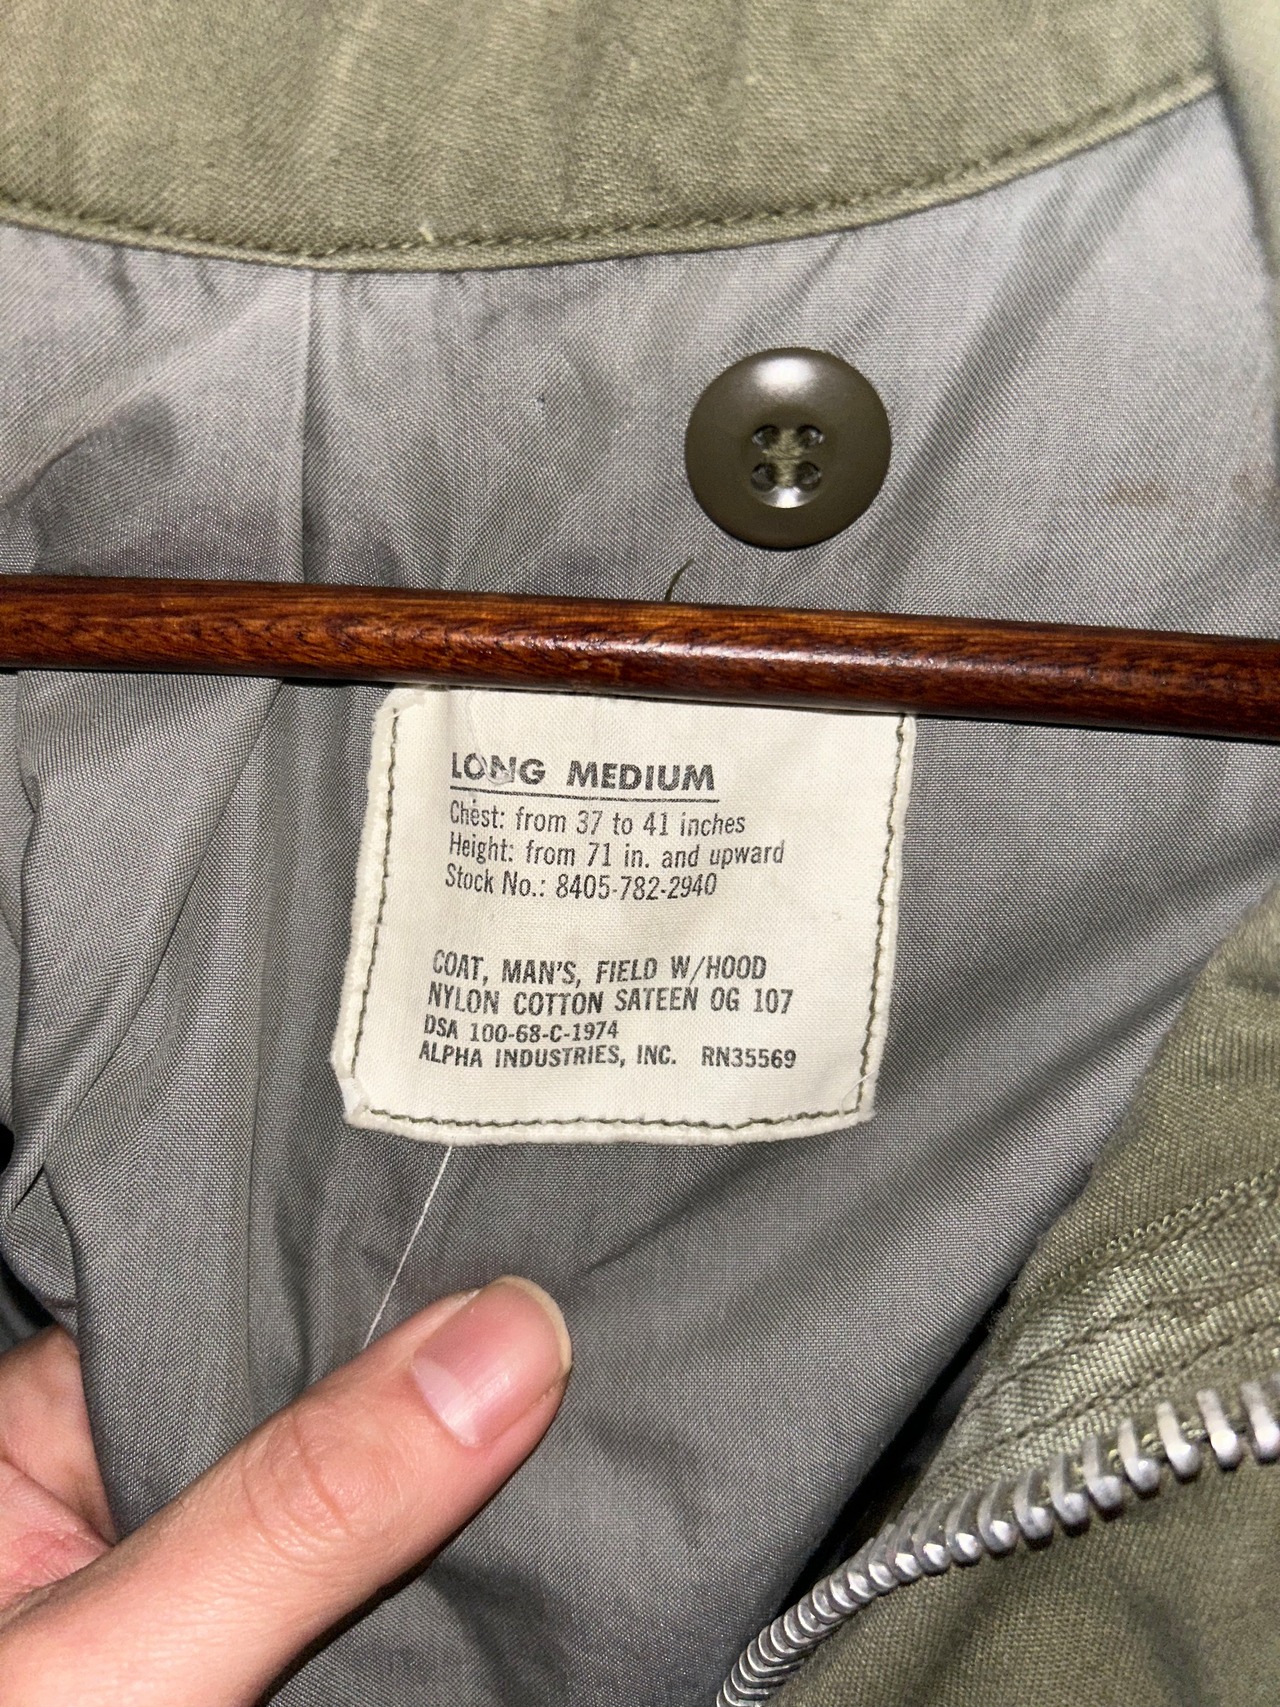 LONG MEDIUM
Chest: from 37 to 41 inches
Height: from 71 in. and upward
Stock No.: 8405-782-2940
COAT, MAN'S, FIELD W/HOOD
NYLON COTTON SATEEN OG 107
DSA 100-68-C-1974
ALPHA INDUSTRIES, INC. RN35569